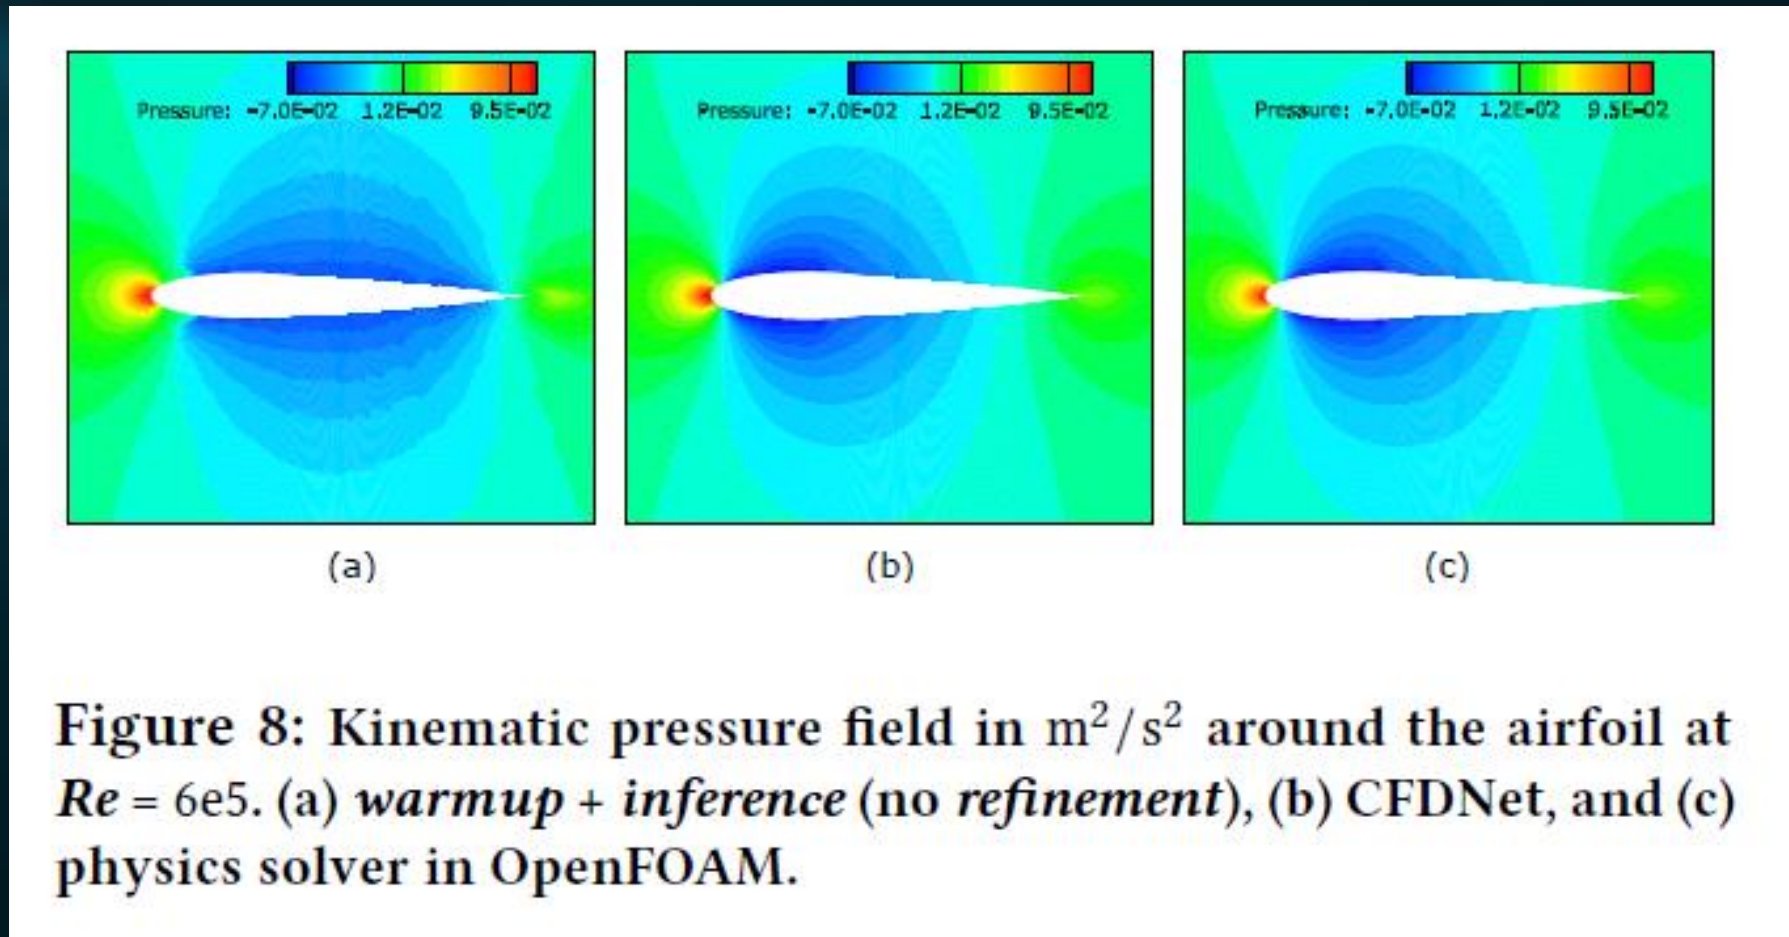 Pressure: -7.0E-02 1.2E-02 9.5E-02
Pressure: -7.0E-02 1.2E-02 9.5E-02
Pressure: -7.0E-02 1.2E-02 9.5E-02
(a)
(b)
(c)
Figure 8: Kinematic pressure field in m²/s² around the airfoil at
Re = 6e5. (a) warmup + inference (no refinement), (b) CFDNet, and (c)
physics solver in OpenFOAM.